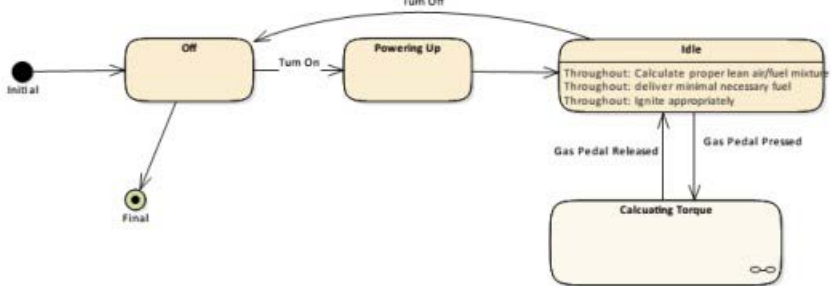 Turn Off
Off
Turn On
Powering Up
Idle
Initial
Throughout: Calculate proper lean air/fuel mixture
Throughout: deliver minimal necessary fuel
Throughout: Ignite appropriately
Gas Pedal Released
Gas Pedal Pressed
Final
Calcuating Torque